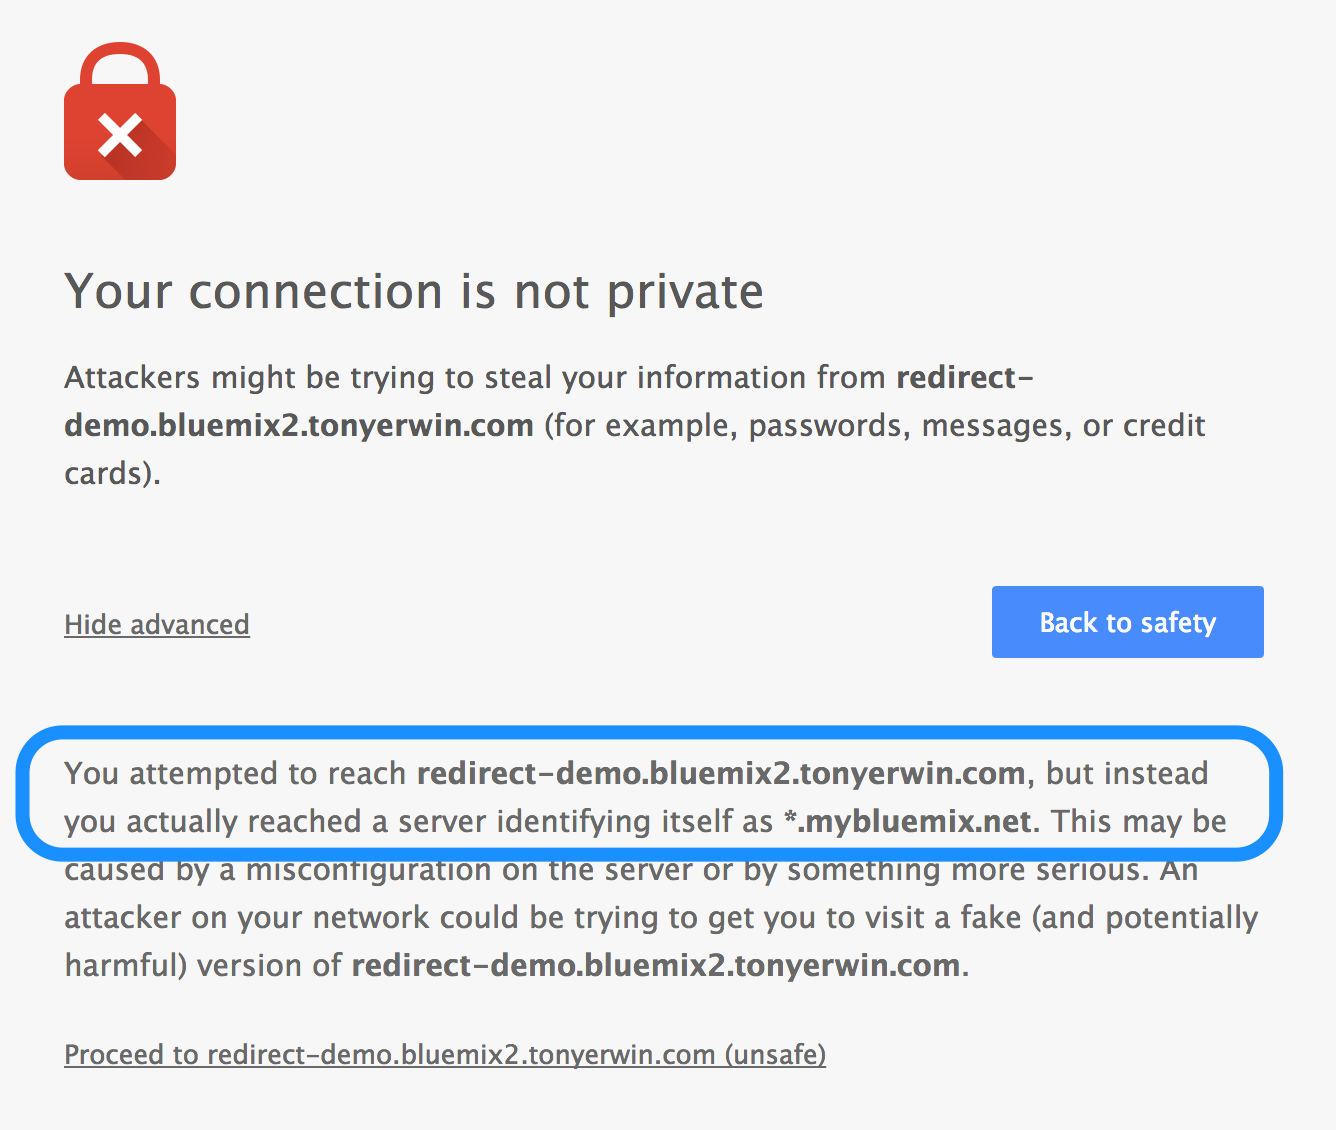 Your connection is not private
Attackers might be trying to steal your information from redirect-
demo.bluemix2.tonyerwin.com (for example, passwords, messages, or credit
cards).
Hide advanced
Back to safety
You attempted to reach redirect-demo.bluemix2.tonyerwin.com, but instead
you actually reached a server identifying itself as *.mybluemix.net. This may be
caused by a misconfiguration on the server or by something more serious. An
attacker on your network could be trying to get you to visit a fake (and potentially
harmful) version of redirect-demo.bluemix2.tonyerwin.com.
Proceed to redirect-demo.bluemix2.tonyerwin.com (unsafe)